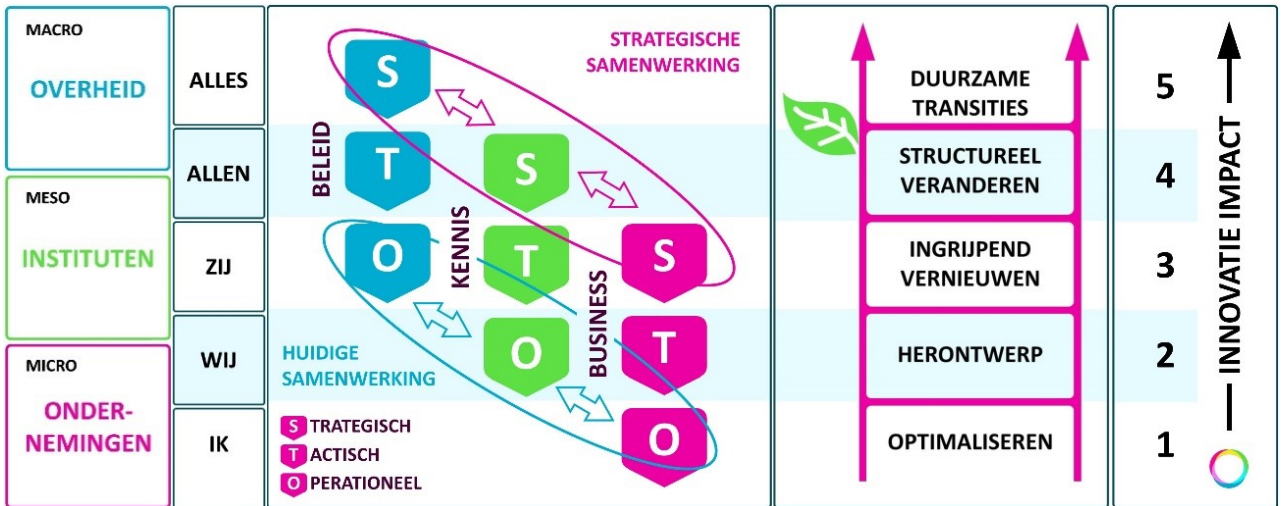 MACRO
OVERHEID
MESO
INSTITUTEN
MICRO
ONDER-
NEMINGEN
ALLES
ALLEN
ZIJ
WIJ
IK
STRATEGISCHE
SAMENWERKING
BELEID
S
T
O
KENNIS
S
T
O
BUSINESS
S
T
O
HUIDIGE
SAMENWERKING
S TRATEGISCH
T ACTISCH
O PERATIONEEL
DUURZAME
TRANSITIES
STRUCTUREEL
VERANDEREN
INGRIJPEND
VERNIEUWEN
HERONTWERP
OPTIMALISEREN
5
4
3
2
1
INNOVATIE IMPACT